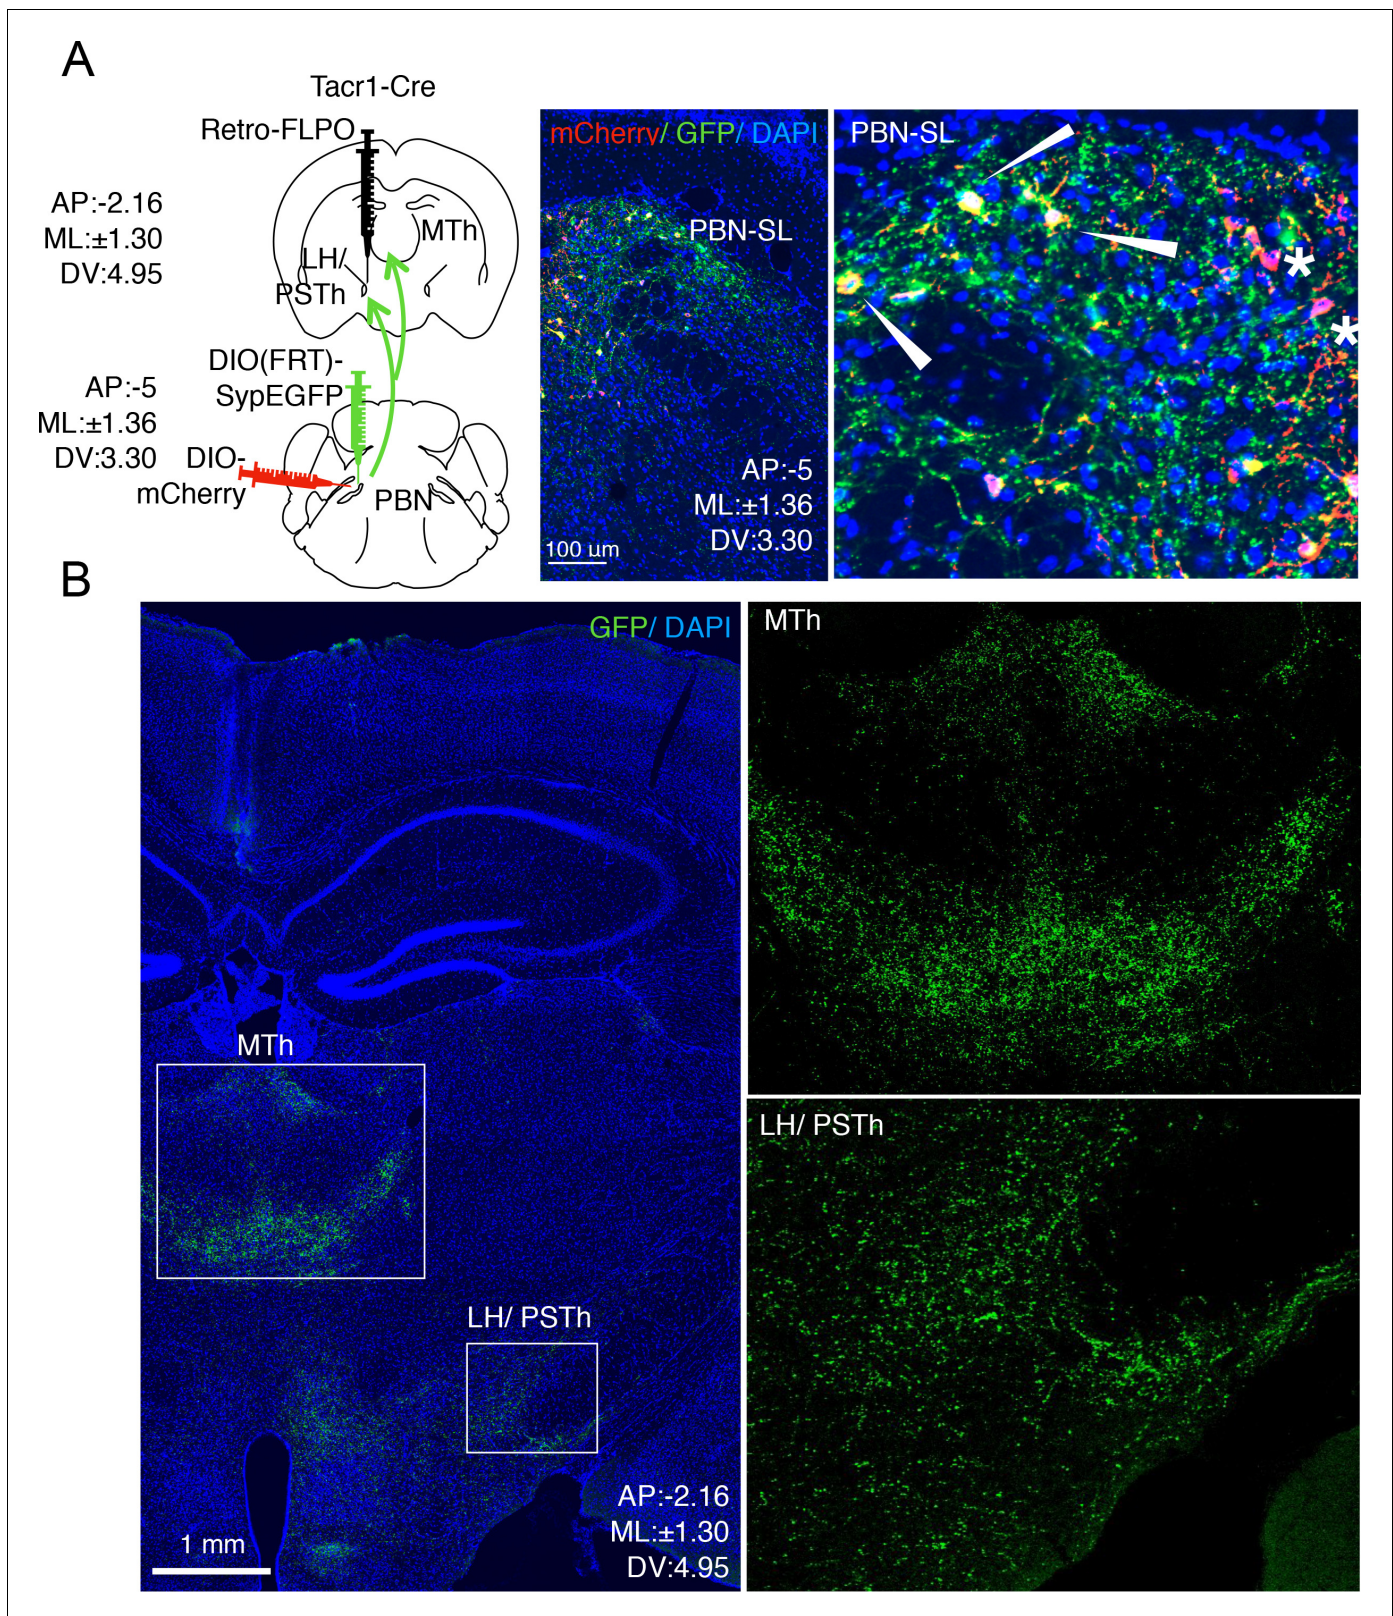 A
Tacr1-Cre
Retro-FLPO
AP:-2.16
ML:±1.30
DV:4.95
MTh
LH/
PSTh
DIO(FRT)-
SypEGFP
AP:-5
ML:±1.36
DV:3.30
DIO-
mCherry
PBN
mCherry/ GFP/ DAPI
PBN-SL
AP:-5
ML:±1.36
DV:3.30
100 µm
PBN-SL
*
*
B
GFP/ DAPI
MTh
LH/ PSTh
AP:-2.16
ML:±1.30
DV:4.95
1 mm
MTh
LH/ PSTh